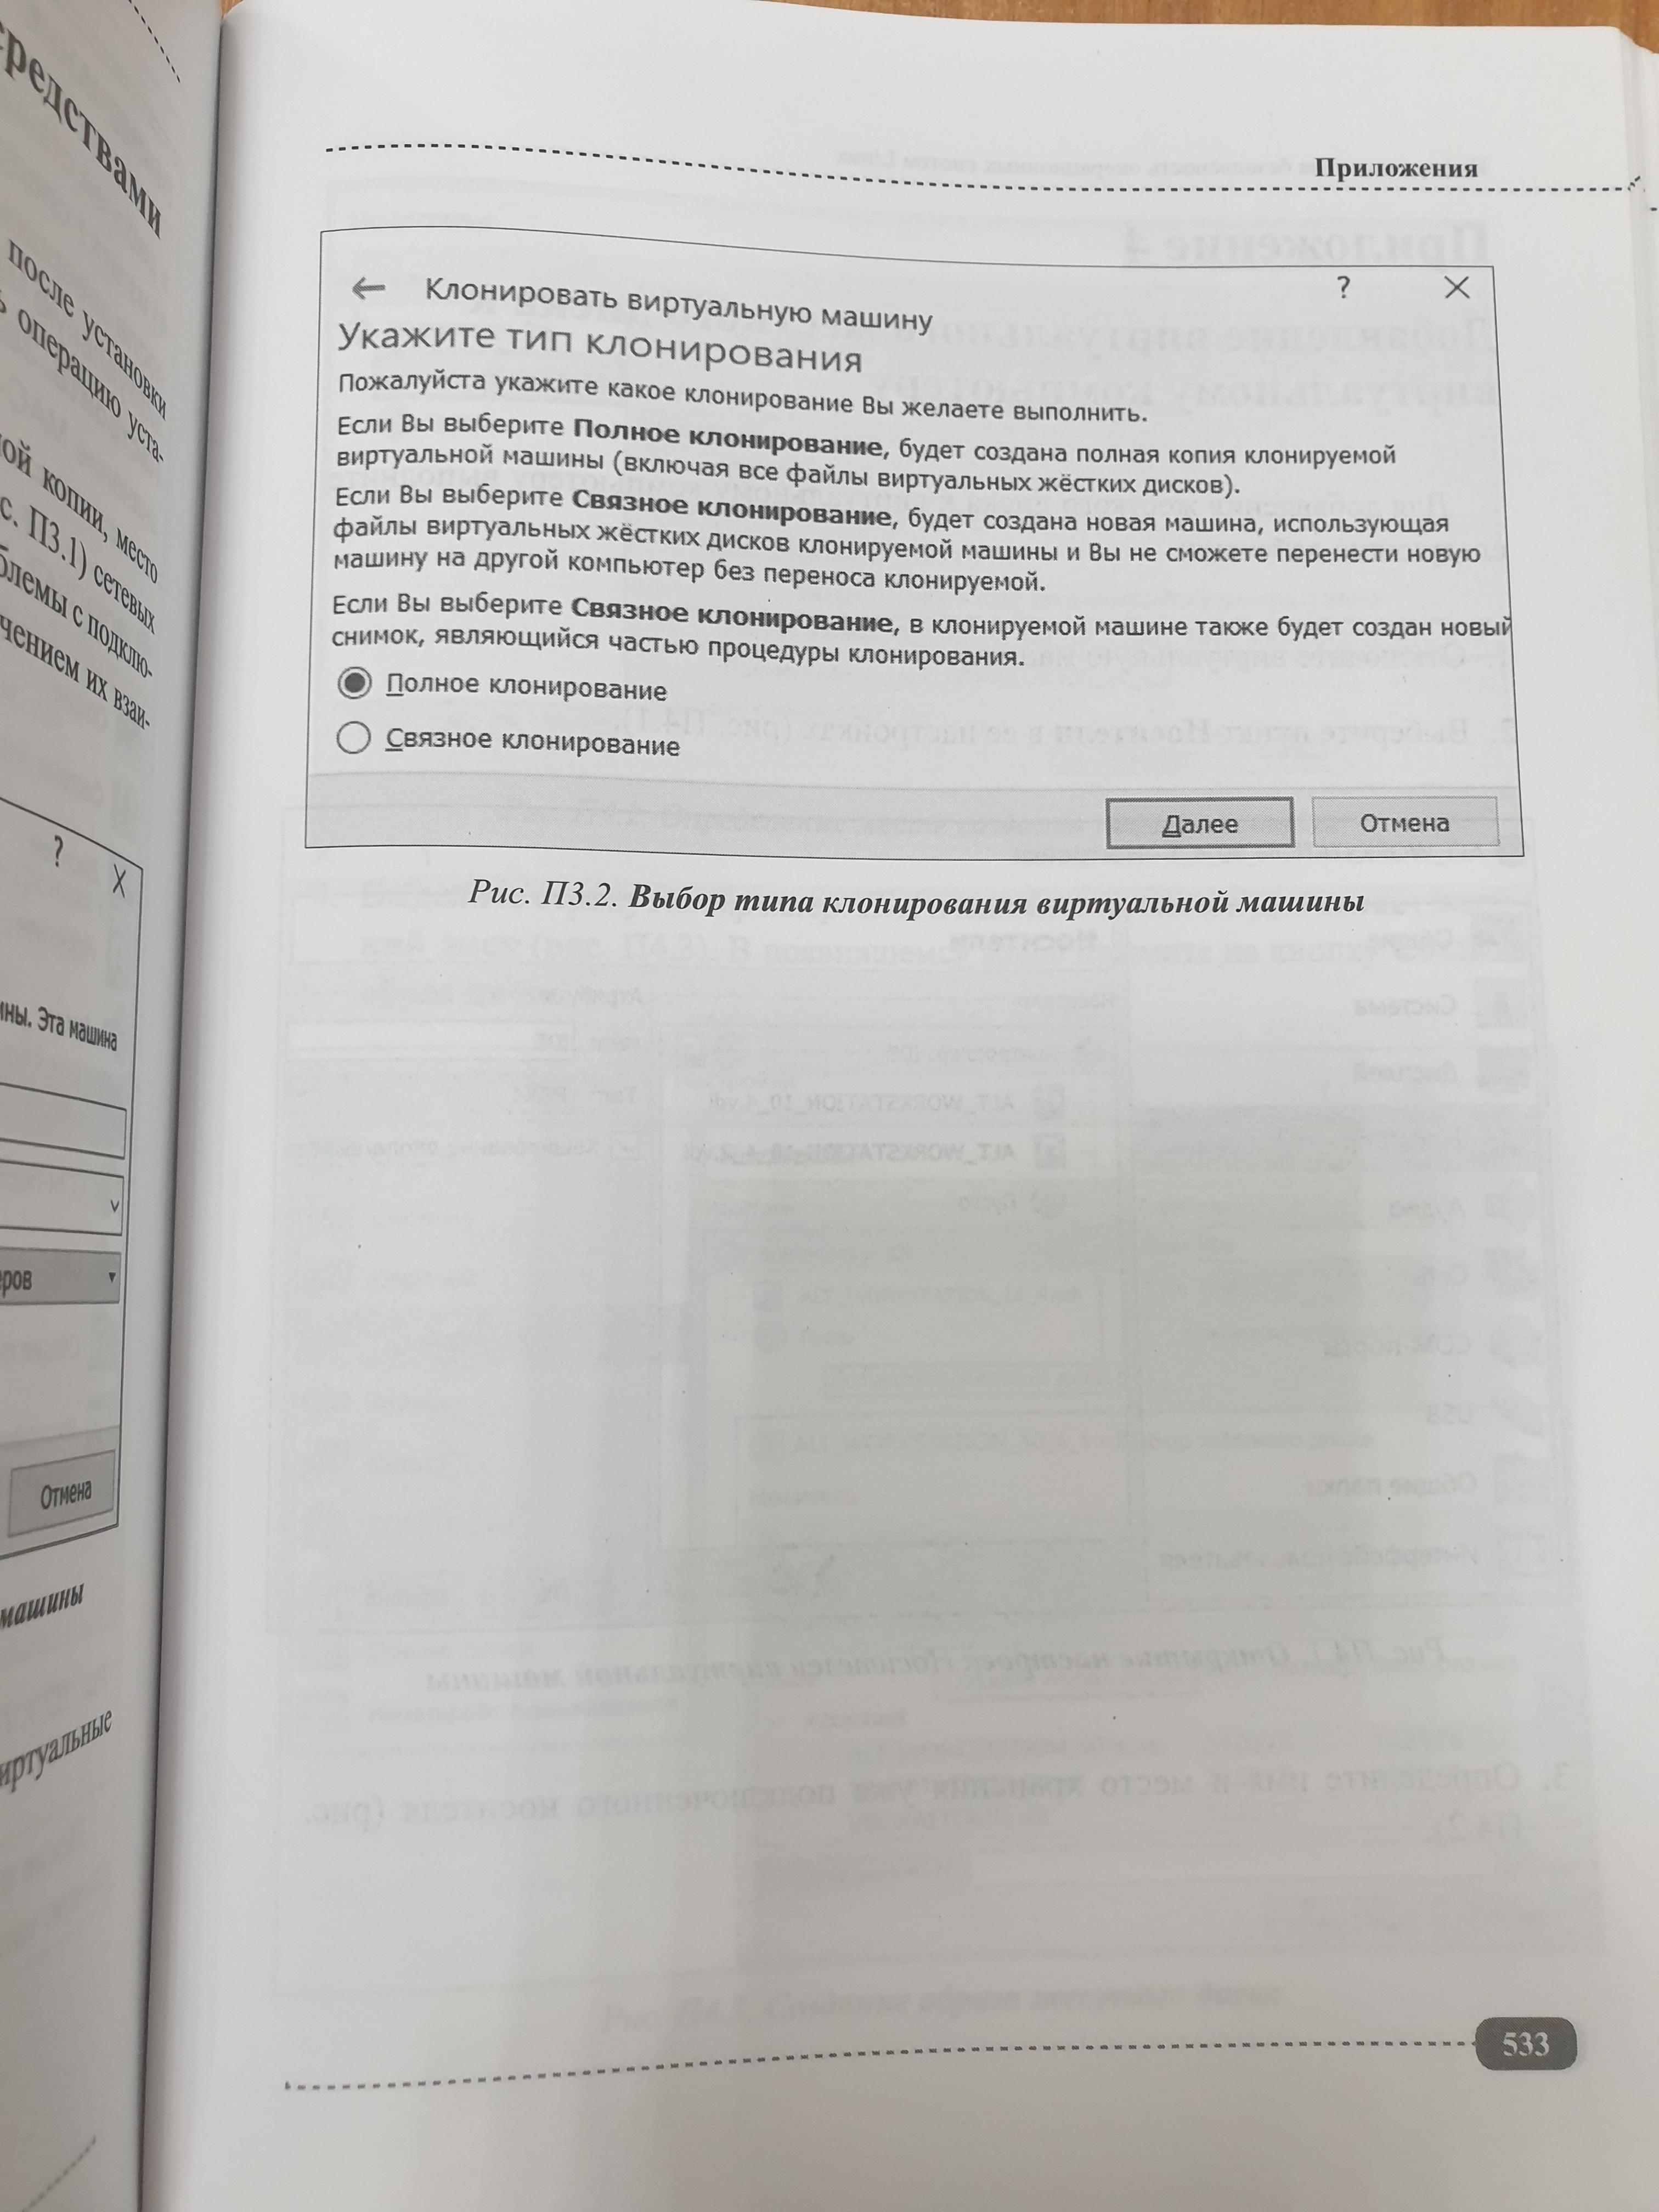 редствами
после установки
операцию уста-
ой копии, место
с. П3.1) сетевых
блемы с подклю-
чением их взаи-
?
ины. Эта машина
еров
Отмена
машины
иртуальные
Приложения
Клонировать виртуальную машину
?
Укажите тип клонирования
Пожалуйста укажите какое клонирование Вы желаете выполнить.
Если Вы выберите Полное клонирование, будет создана полная копия клонируемой
виртуальной машины (включая все файлы виртуальных жёстких дисков).
Если Вы выберите Связное клонирование, будет создана новая машина, использующая
файлы виртуальных жёстких дисков клонируемой машины и Вы не сможете перенести новую
машину на другой компьютер без переноса клонируемой.
Если Вы выберите Связное клонирование, в клонируемой машине также будет создан новый
снимок, являющийся частью процедуры клонирования.
Полное клонирование
Связное клонирование
Далее
Отмена
Рис. П3.2. Выбор типа клонирования виртуальной машины
533